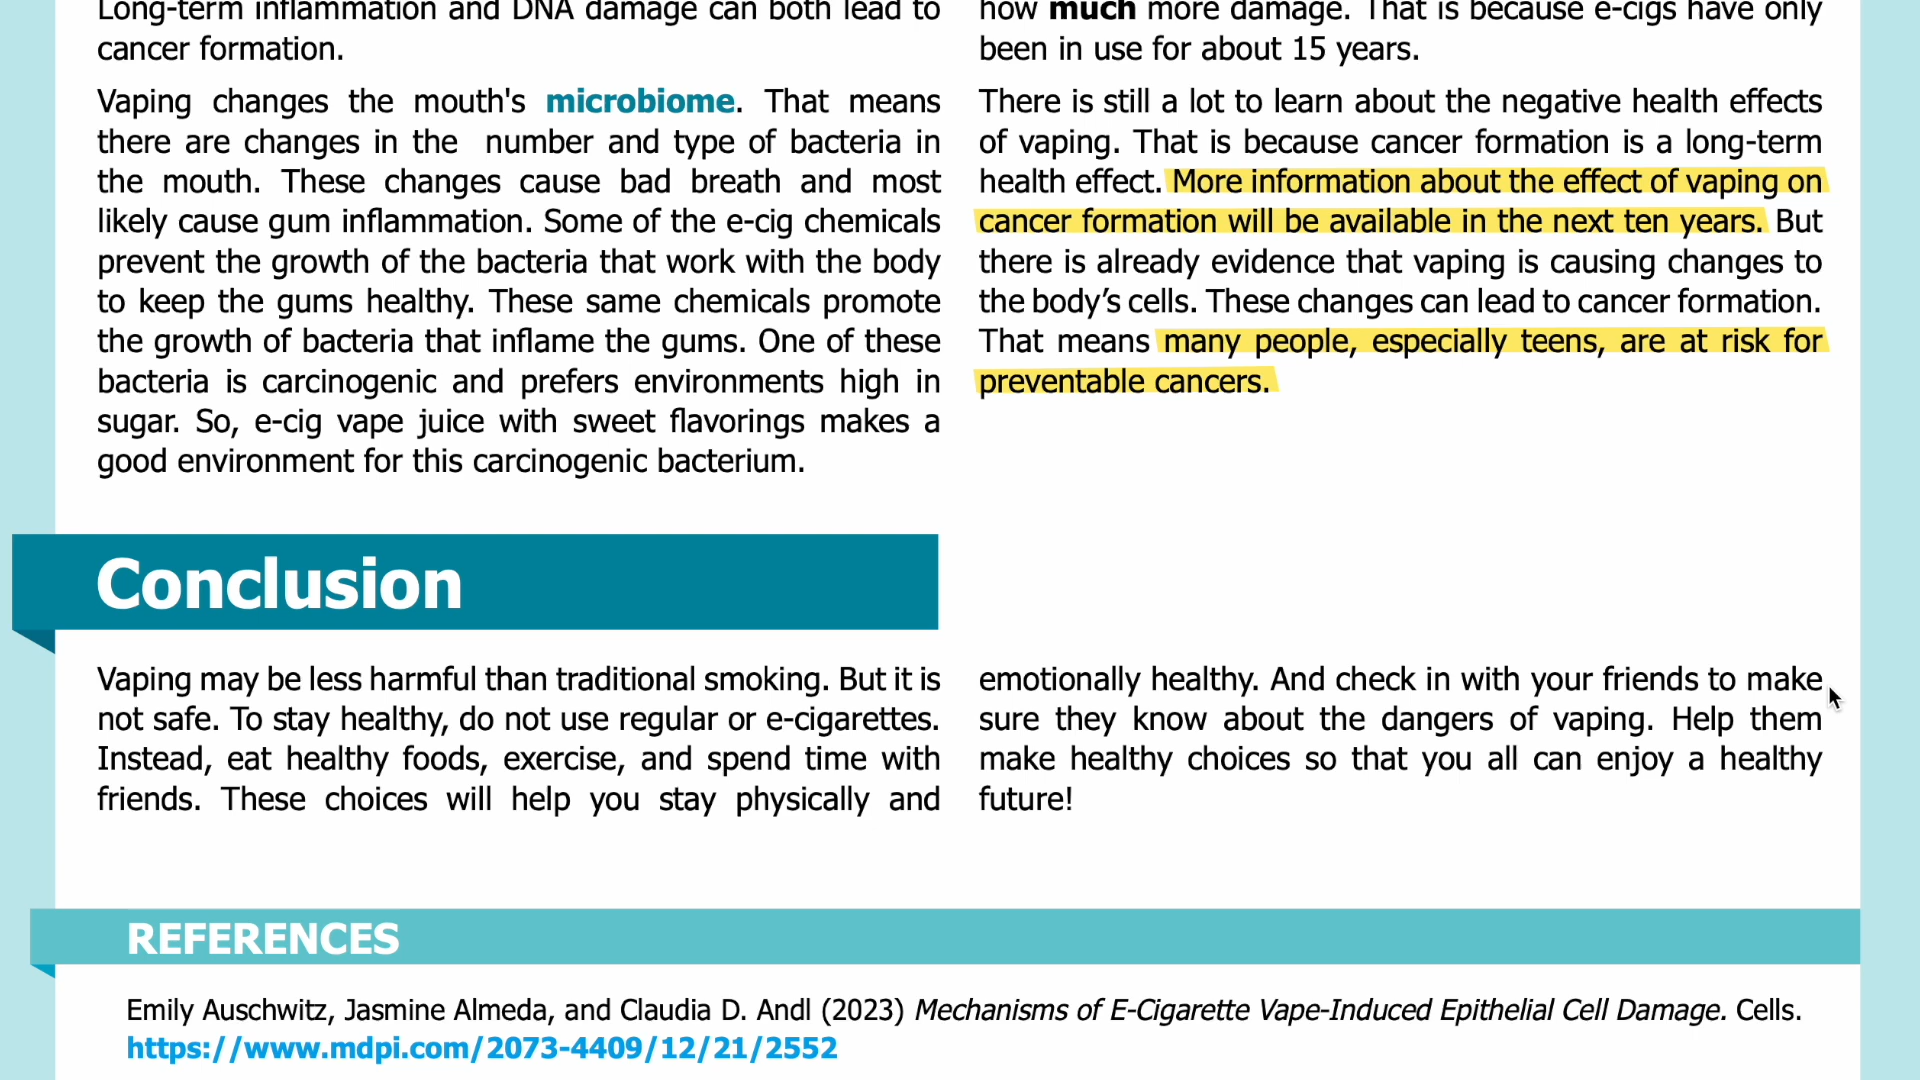 Long-term inflammation and DNA damage can both lead to
cancer formation.
Vaping changes the mouth's microbiome. That means
there are changes in the number and type of bacteria in
the mouth. These changes cause bad breath and most
likely cause gum inflammation. Some of the e-cig chemicals
prevent the growth of the bacteria that work with the body
to keep the gums healthy. These same chemicals promote
the growth of bacteria that inflame the gums. One of these
bacteria is carcinogenic and prefers environments high in
sugar. So, e-cig vape juice with sweet flavorings makes a
good environment for this carcinogenic bacterium.
how much more damage. That is because e-cigs have only
been in use for about 15 years.
There is still a lot to learn about the negative health effects
of vaping. That is because cancer formation is a long-term
health effect. More information about the effect of vaping on
cancer formation will be available in the next ten years. But
there is already evidence that vaping is causing changes to
the body’s cells. These changes can lead to cancer formation.
That means many people, especially teens, are at risk for
preventable cancers.
Conclusion
Vaping may be less harmful than traditional smoking. But it is
not safe. To stay healthy, do not use regular or e-cigarettes.
Instead, eat healthy foods, exercise, and spend time with
friends. These choices will help you stay physically and
emotionally healthy. And check in with your friends to make
sure they know about the dangers of vaping. Help them
make healthy choices so that you all can enjoy a healthy
future!
REFERENCES
Emily Auschwitz, Jasmine Almeda, and Claudia D. Andl (2023) Mechanisms of E-Cigarette Vape-Induced Epithelial Cell Damage. Cells.
https://www.mdpi.com/2073-4409/12/21/2552